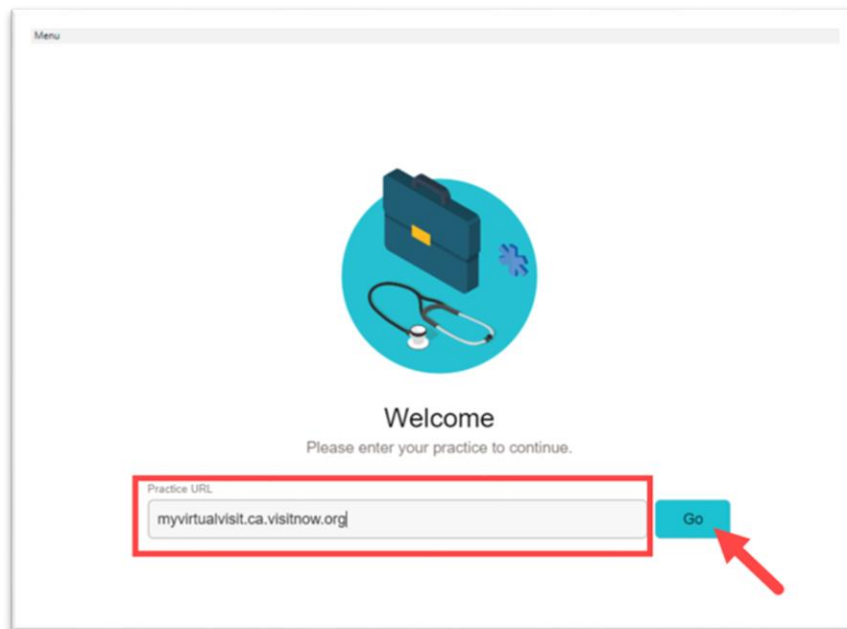 Menu
Welcome
Please enter your practice to continue.
Practice URL
myvirtualvisit.ca.visitnow.org
Go